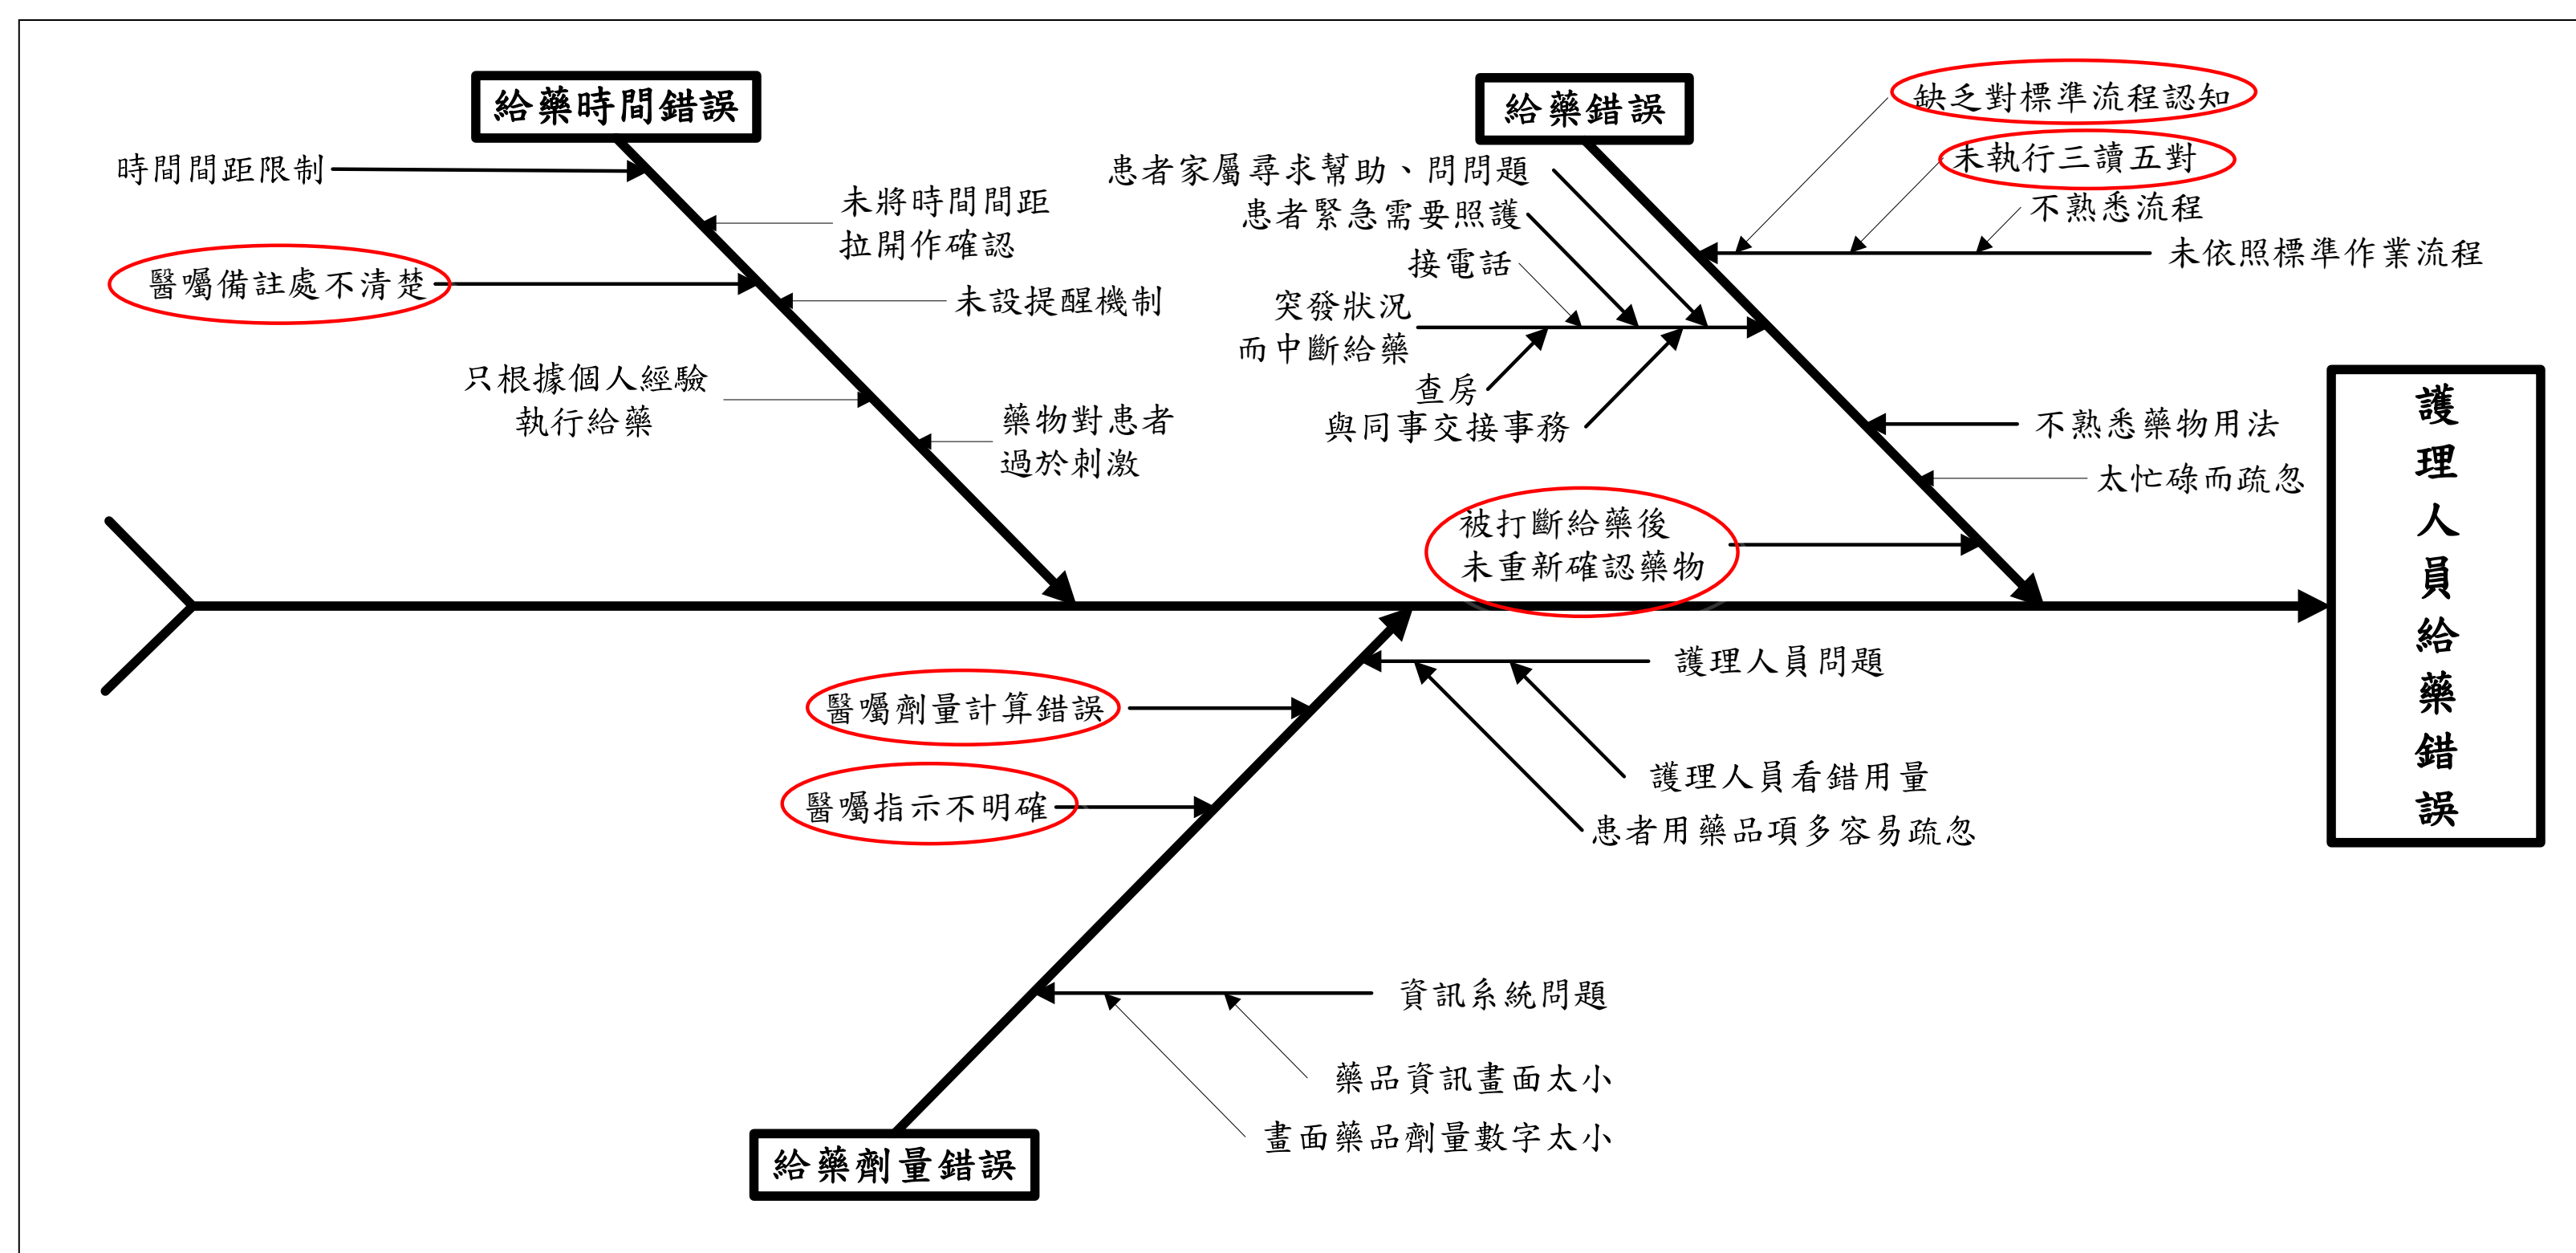 給藥時間錯誤
時間間距限制
未將時間間距
拉開作確認
醫囑備註處不清楚
未設提醒機制
只根據個人經驗
執行給藥
藥物對患者
過於刺激
給藥錯誤
缺乏對標準流程認知
未執行三讀五對
不熟悉流程
未依照標準作業流程
患者家屬尋求幫助、問問題
患者緊急需要照護
接電話
突發狀況
而中斷給藥
查房
與同事交接事務
不熟悉藥物用法
太忙碌而疏忽
被打斷給藥後
未重新確認藥物
護理人員給藥錯誤
護理人員問題
醫囑劑量計算錯誤
護理人員看錯用量
醫囑指示不明確
患者用藥品項多容易疏忽
資訊系統問題
藥品資訊畫面太小
畫面藥品劑量數字太小
給藥劑量錯誤